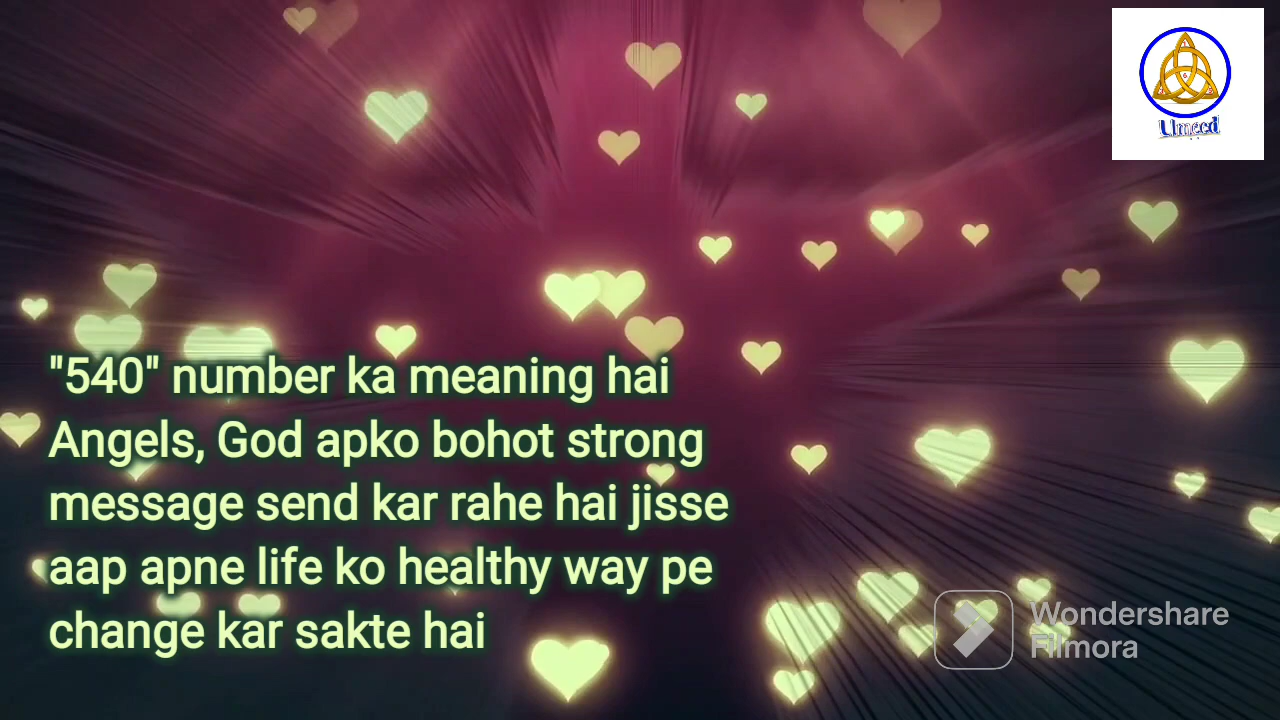 Umeed
"540" number ka meaning hai
Angels, God apko bohot strong
message send kar rahe hai jisse
aap apne life ko healthy way pe
change kar sakte hai
Wondershare
Filmora